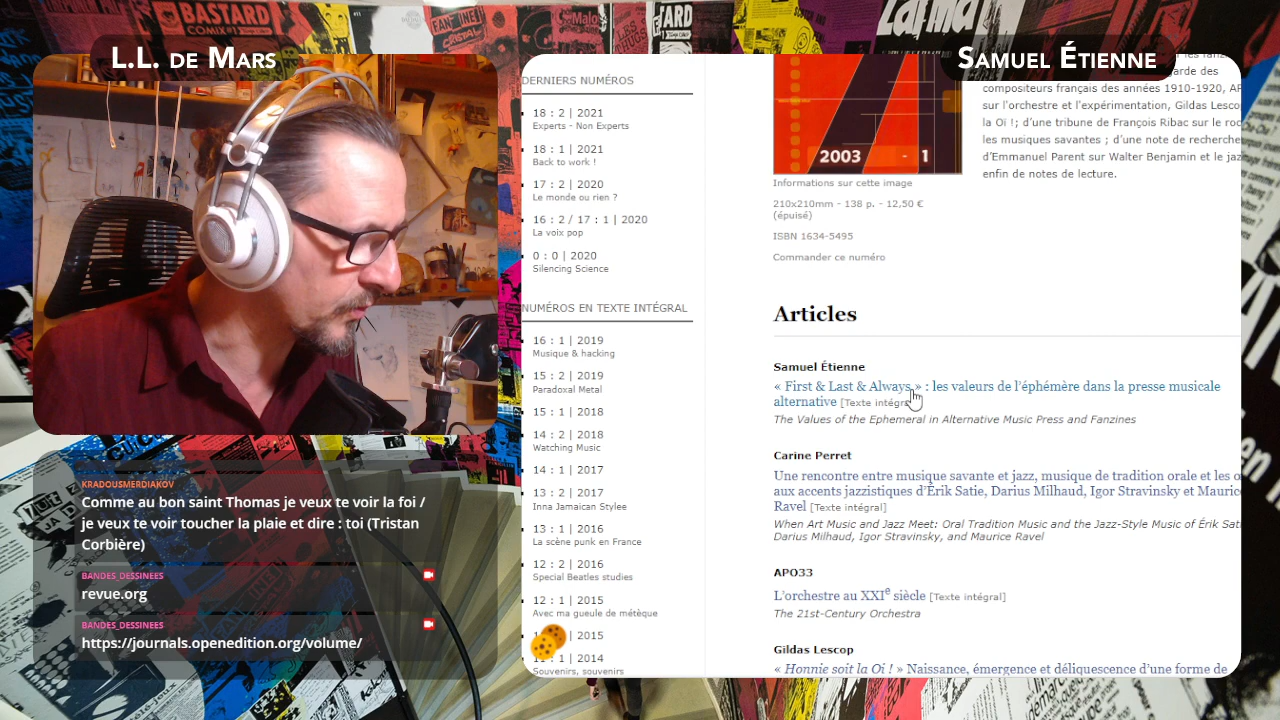 BASTARD
L.L. de Mars
Samuel Étienne
DERNIERS NUMÉROS
18 : 2 | 2021
Experts - Non Experts
18 : 1 | 2021
Back to work !
17 : 2 | 2020
Le monde ou rien ?
16 : 2 / 17 : 1 | 2020
La voix pop
0 : 0 | 2020
Silencing Science
NUMÉROS EN TEXTE INTÉGRAL
16 : 1 | 2019
Musique & hacking
15 : 2 | 2019
Paradoxal Metal
15 : 1 | 2018
14 : 2 | 2018
Watching Music
14 : 1 | 2017
13 : 2 | 2017
Inna Jamaican Stylee
13 : 1 | 2016
La scène punk en France
12 : 2 | 2016
Special Beatles studies
12 : 1 | 2015
Avec ma gueule de métèque
| 2015
: 1 | 2014
Souvenirs, souvenirs
2003 - 1
Informations sur cette image
210x210mm - 138 p. - 12,50 €
(épuisé)
ISBN 1634-5495
Commander ce numéro
garde des
compositeurs français des années 1910-1920,
sur l'orchestre et l'expérimentation, Gildas
la Oï !; d'une tribune de François Ribac sur le
les musiques savantes ; d'une note de recherche
d'Emmanuel Parent sur Walter Benjamin et le
enfin de notes de lecture.
Articles
Samuel Étienne
« First & Last & Always » : les valeurs de l'éphémère dans la presse musicale
alternative [Texte
The Values of the Ephemeral in Alternative Music Press and Fanzines
Carine Perret
Une rencontre entre musique savante et jazz, musique de tradition orale et les
aux accents jazzistiques d'Erik Satie, Darius Milhaud, Igor Stravinsky et
Ravel [Texte intégral]
When Art Music and Jazz Meet: Oral Tradition Music and the Jazz-Style Music of Érik
Darius Milhaud, Igor Stravinsky, and Maurice Ravel
APO33
L'orchestre au XXIe siècle [Texte intégral]
The 21st-Century Orchestra
Gildas Lescop
« Honnie soit la Oi ! » Naissance, émergence et déliquescence d'une forme de
KRADOUSMERDIAKOV
Comme au bon saint Thomas je veux te voir la foi /
je veux te voir toucher la plaie et dire : toi (Tristan
Corbière)
BANDES_DESSINEES
revue.org
BANDES_DESSINEES
https://journals.openedition.org/volume/